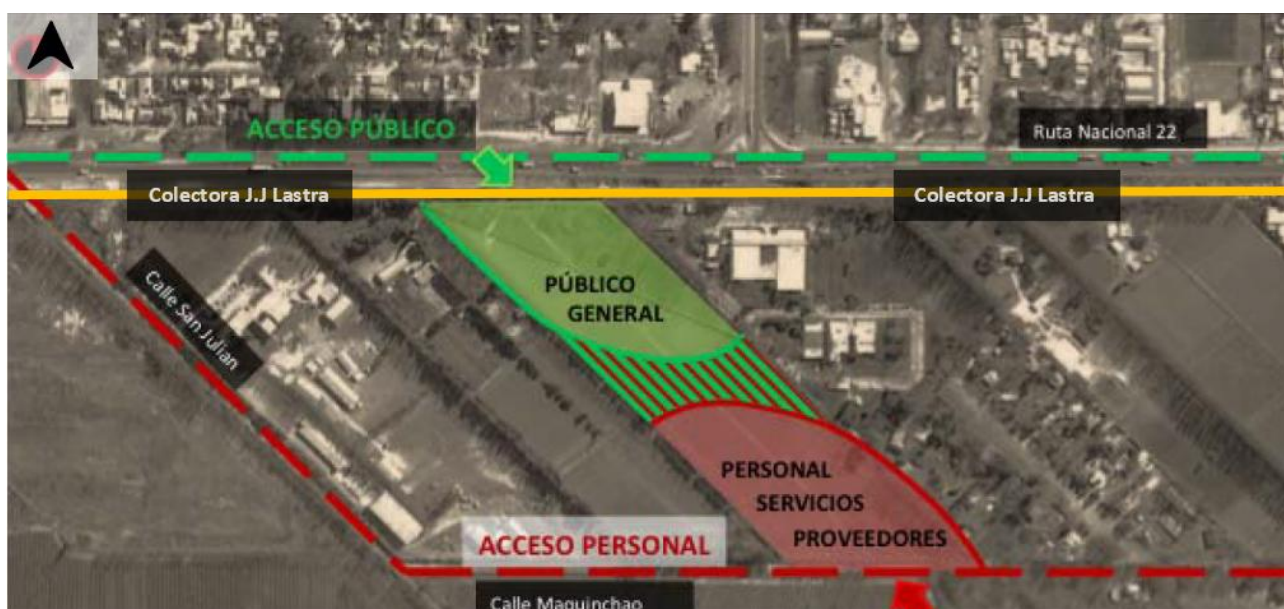 ACCESO PÚBLICO
Ruta Nacional 22
Colectora J.J Lastra
Colectora J.J Lastra
Calle San Julian
PÚBLICO
GENERAL
PERSONAL
SERVICIOS
PROVEEDORES
ACCESO PERSONAL
Calle Maquinchao